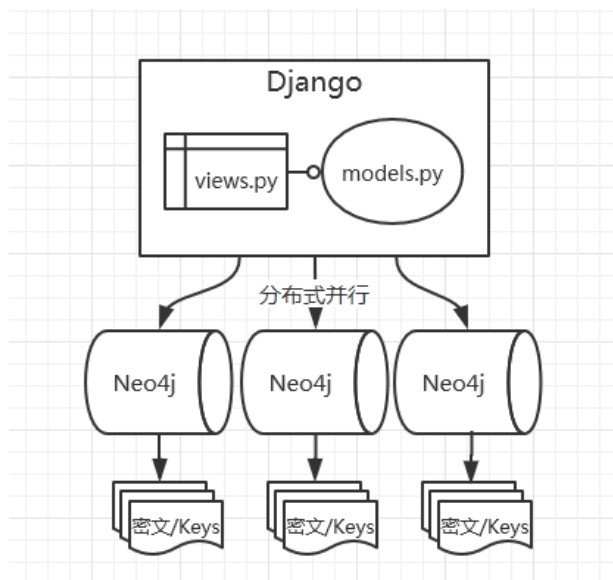 Django
views.py
models.py
分布式并行
Neo4j
Neo4j
Neo4j
密文/Keys
密文/Keys
密文/Keys